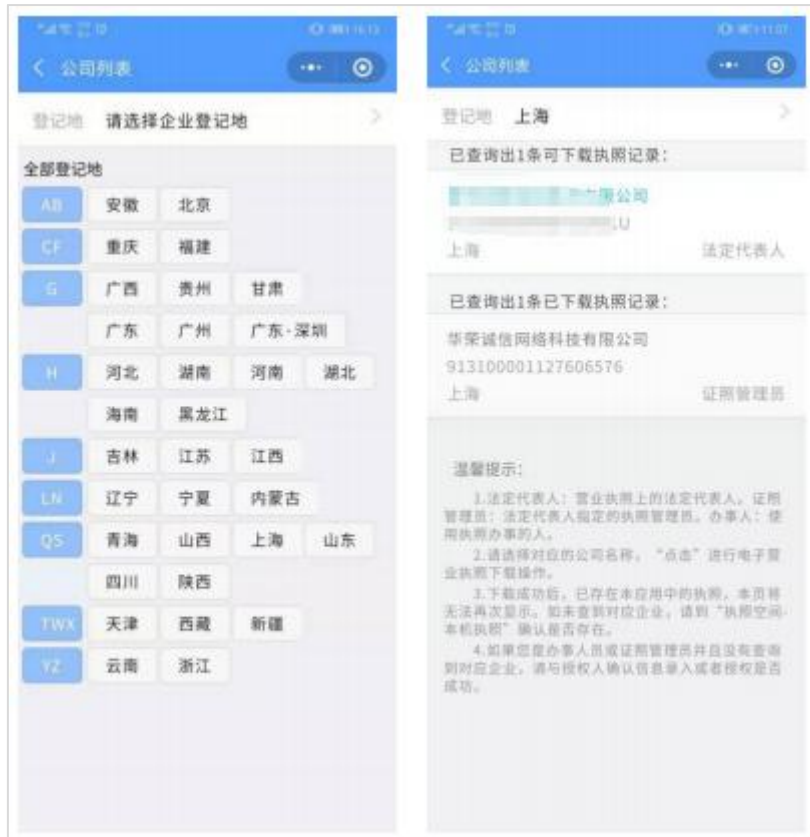 16:13
公司列表
登记地 请选择企业登记地
全部登记地
AB 安徽 北京
CF 重庆 福建
G 广西 贵州 甘肃
广东 广州 广东·深圳
H 河北 湖南 河南 湖北
海南 黑龙江
J 吉林 江苏 江西
LN 辽宁 宁夏 内蒙古
QS 青海 山西 上海 山东
四川 陕西
TWX 天津 西藏 新疆
YZ 云南 浙江
11:07
公司列表
登记地 上海
已查询出1条可下载执照记录：
限公司
上海 法定代表人
已查询出1条已下载执照记录：
华荣诚信网络科技有限公司
913100001127606576
上海 证照管理员
温馨提示：
1.法定代表人：营业执照上的法定代表人。证照
管理员：法定代表人指定的执照管理员。办事人：使
用执照办事的人。
2.请选择对应的公司名称，“点击”进行电子营
业执照下载操作。
3.下载成功后，已存在本应用中的执照，本页将
无法再次显示。如未查到对应企业，请到“执照空间-
本机执照”确认是否存在。
4.如果您是办事人员或证照管理员并且没有查询
到对应企业，请与授权人确认信息录入或者授权是否
成功。